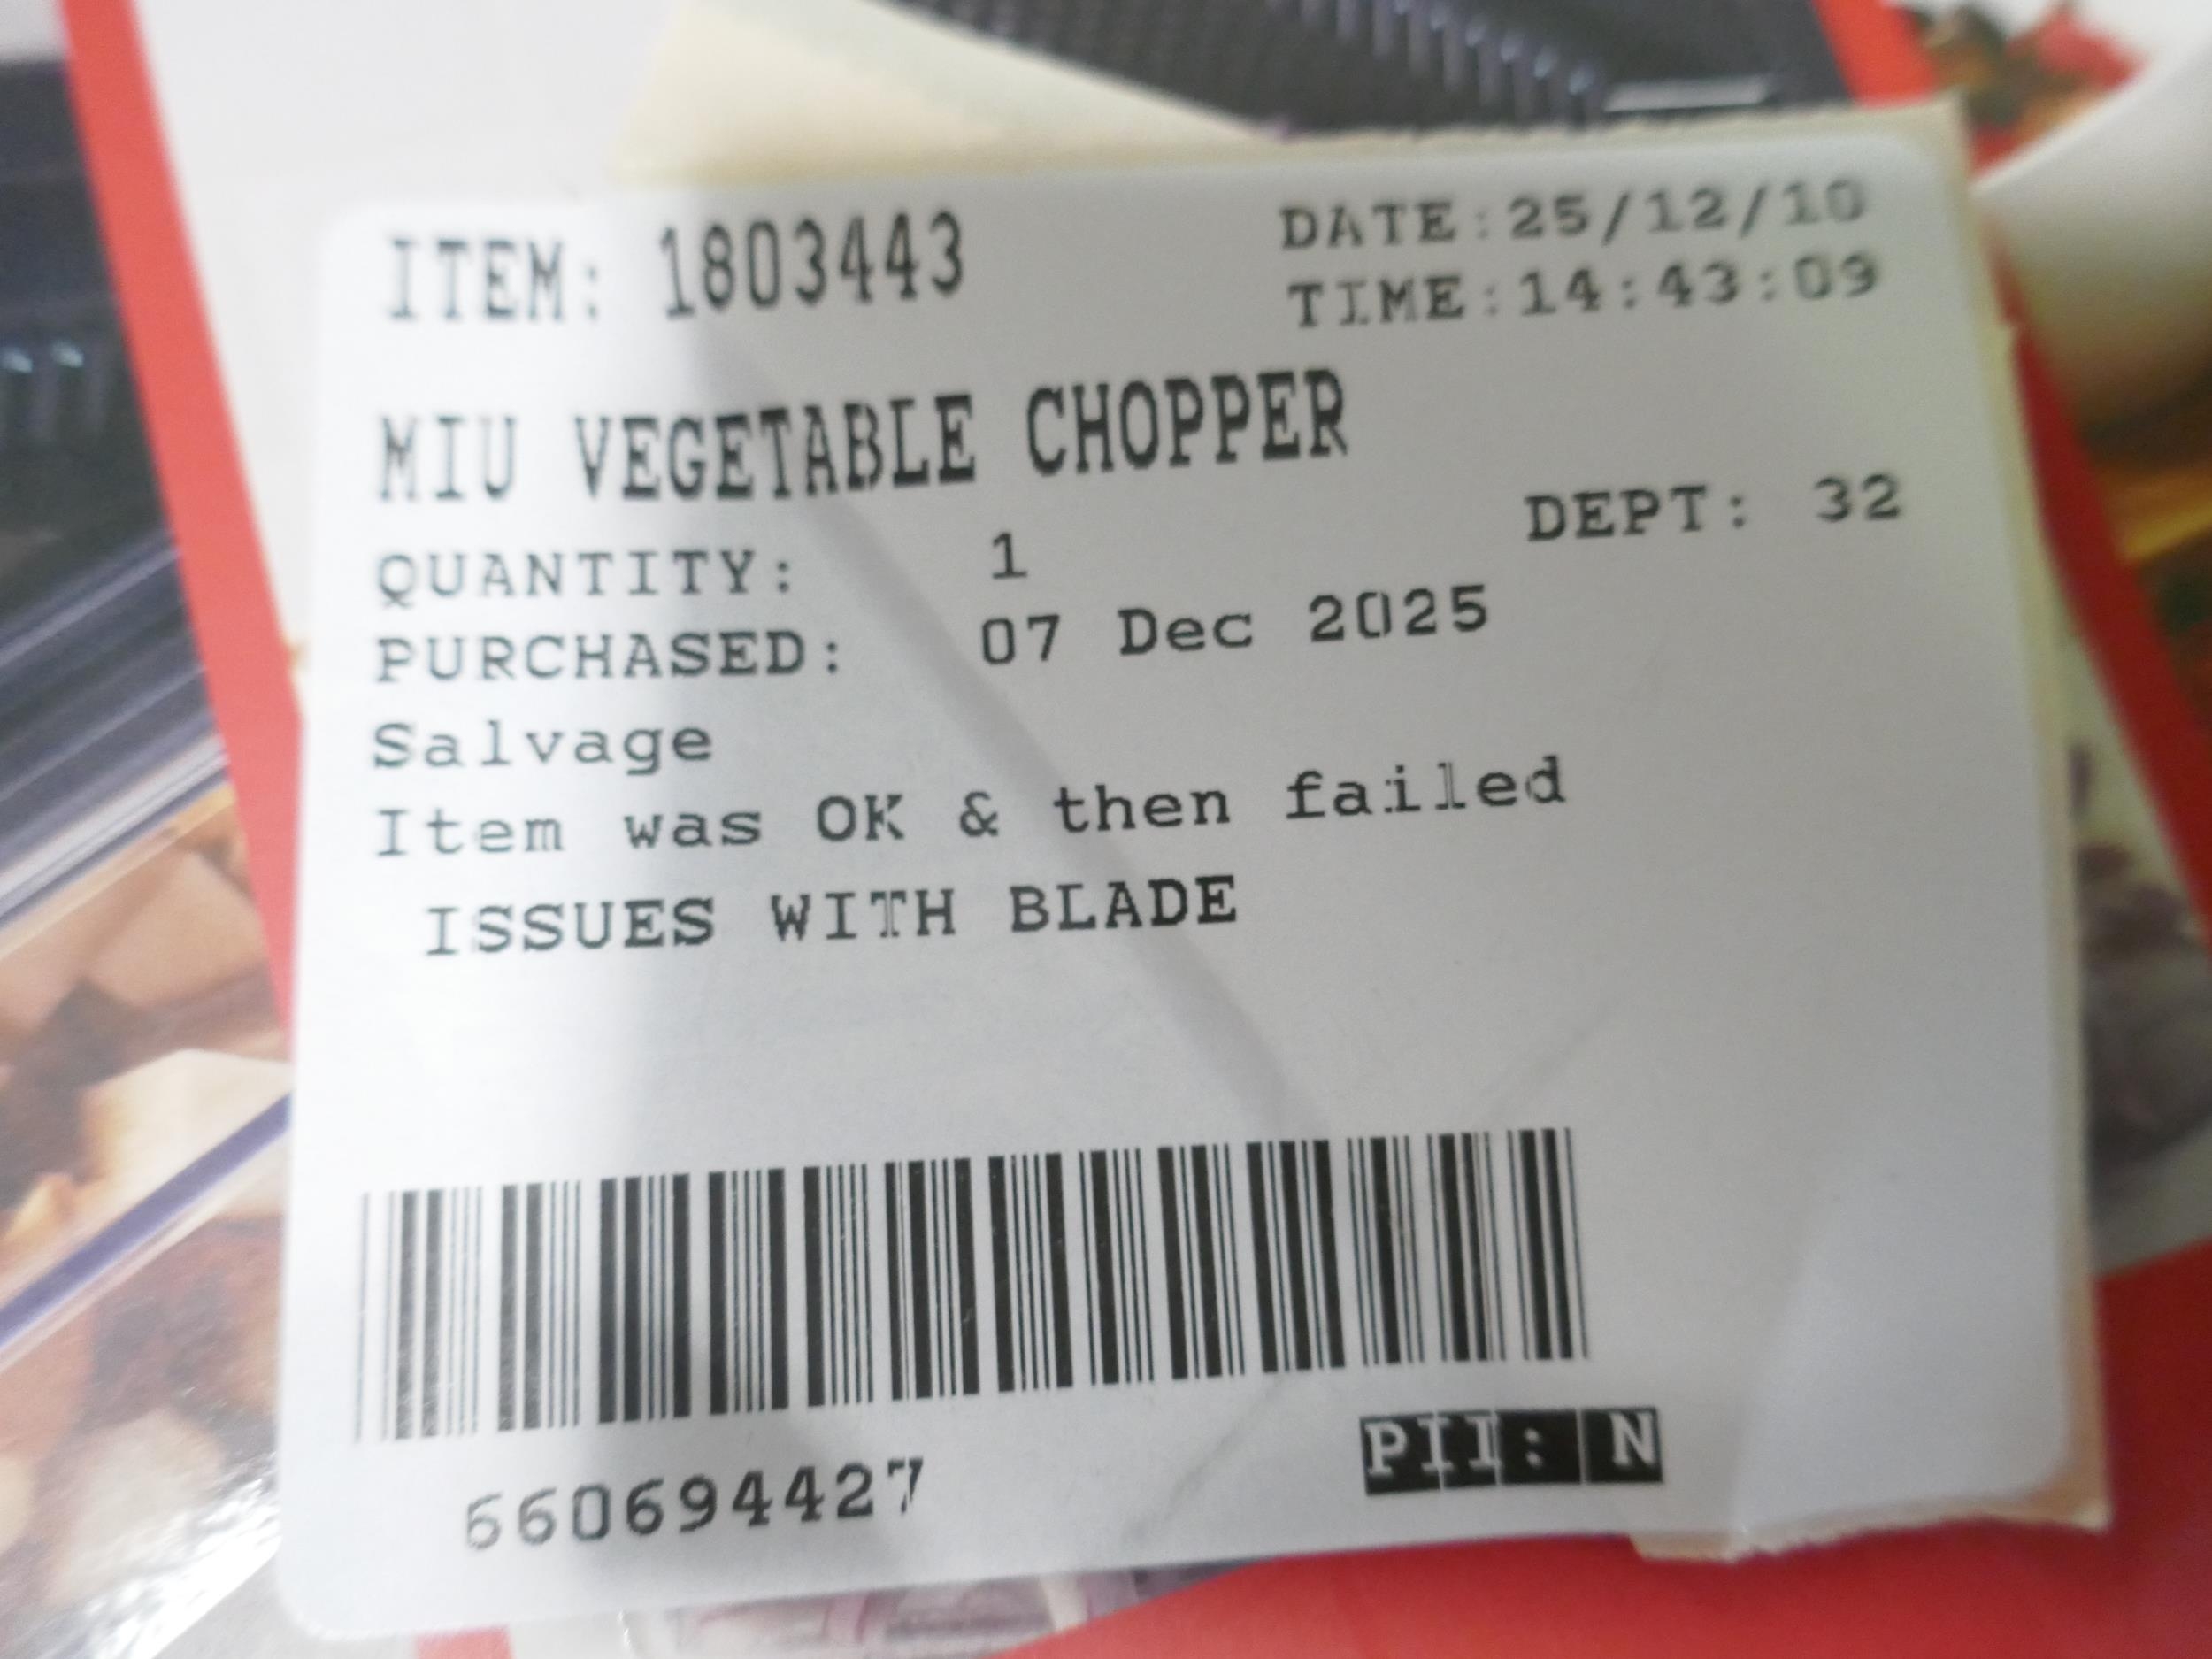 ITEM: 1803443
DATE:25/12/10
TIME:14:43:09
MIU VEGETABLE CHOPPER
DEPT: 32
QUANTITY: 1
PURCHASED: 07 Dec 2025
Salvage
Item was OK & then failed
ISSUES WITH BLADE
660694427
PII: N